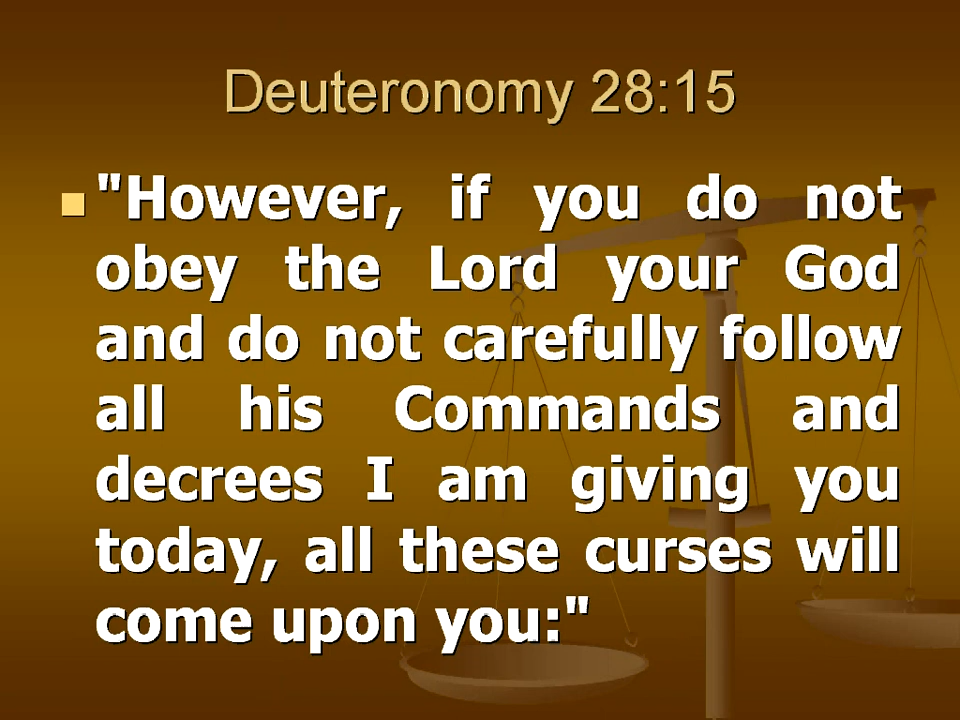 Deuteronomy 28:15
"However, if you do not
obey the Lord your God
and do not carefully follow
all his Commands and
decrees I am giving you
today, all these curses will
come upon you:"